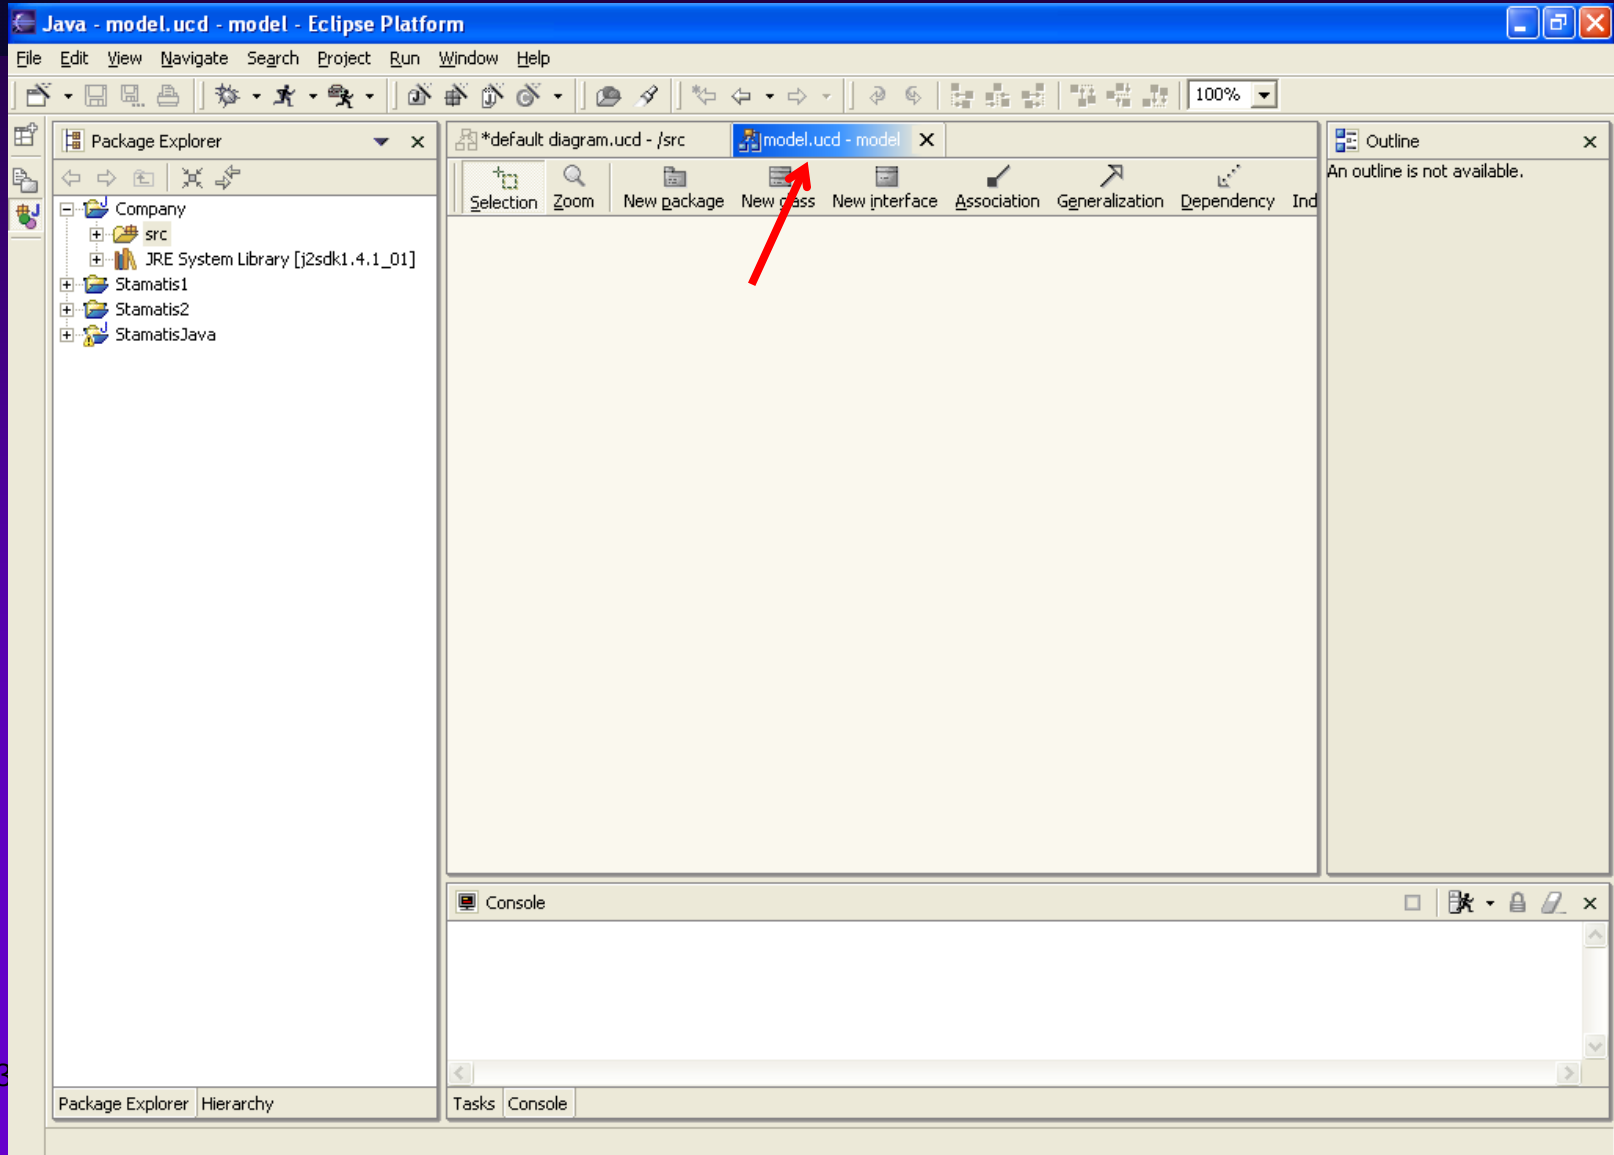 Java - model.ucd - model - Eclipse Platform
File Edit View Navigate Search Project Run Window Help
100%
Package Explorer
*default diagram.ucd - /src
model.ucd - model
Outline
Selection Zoom New package New class New interface Association Generalization Dependency Ind
An outline is not available.
Company
src
JRE System Library [j2sdk1.4.1_01]
Stamatis1
Stamatis2
StamatisJava
Console
3
Package Explorer Hierarchy
Tasks Console